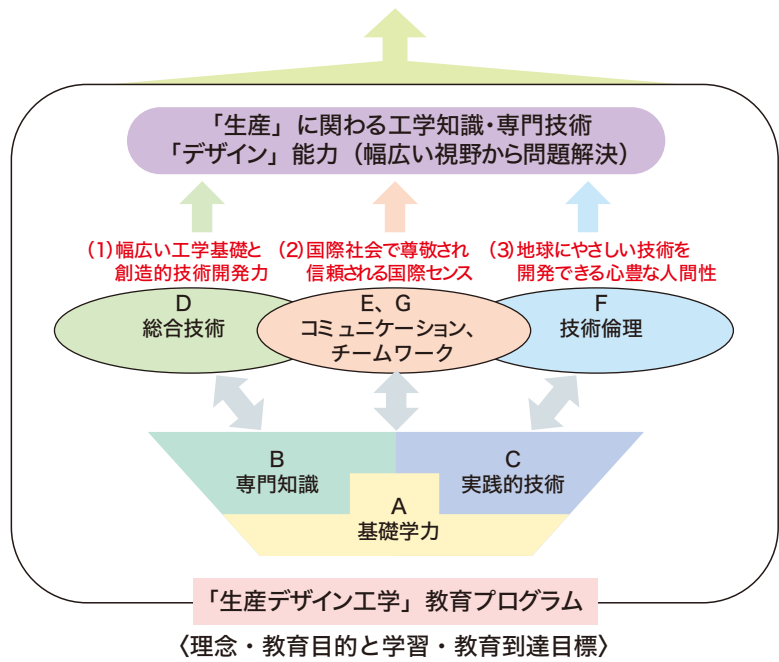 「生産」に関わる工学知識・専門技術
「デザイン」能力（幅広い視野から問題解決）
(1)幅広い工学基礎と
創造的技術開発力
(2)国際社会で尊敬され
信頼される国際センス
(3)地球にやさしい技術を
開発できる心豊な人間性
D
総合技術
E、G
コミュニケーション、
チームワーク
F
技術倫理
B
専門知識
C
実践的技術
A
基礎学力
「生産デザイン工学」教育プログラム
〈理念・教育目的と学習・教育到達目標〉